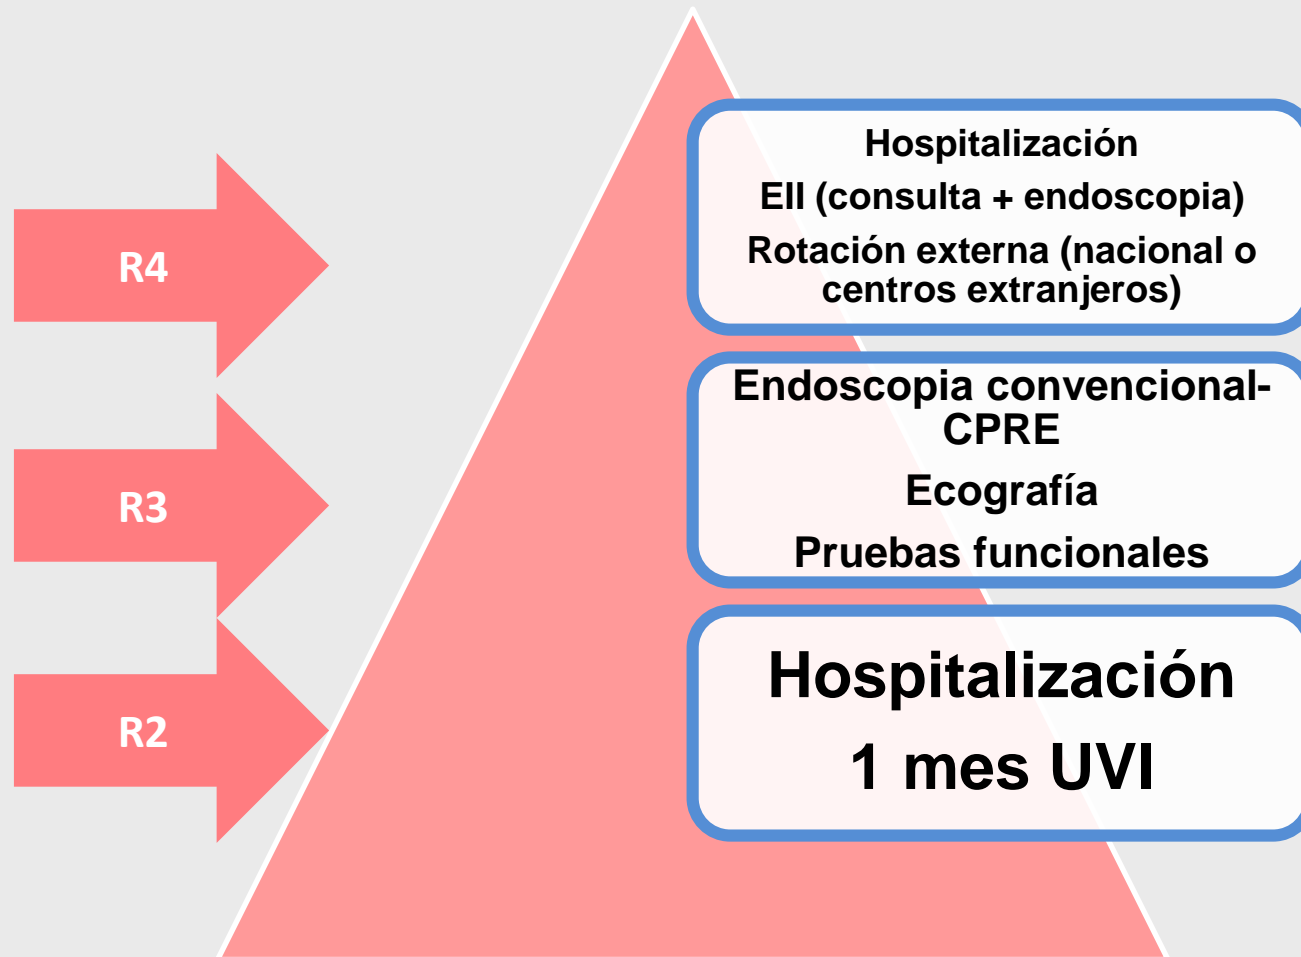 R4
Hospitalización
EII (consulta + endoscopia)
Rotación externa (nacional o
centros extranjeros)
R3
Endoscopia convencional-
CPRE
Ecografía
Pruebas funcionales
R2
Hospitalización
1 mes UVI